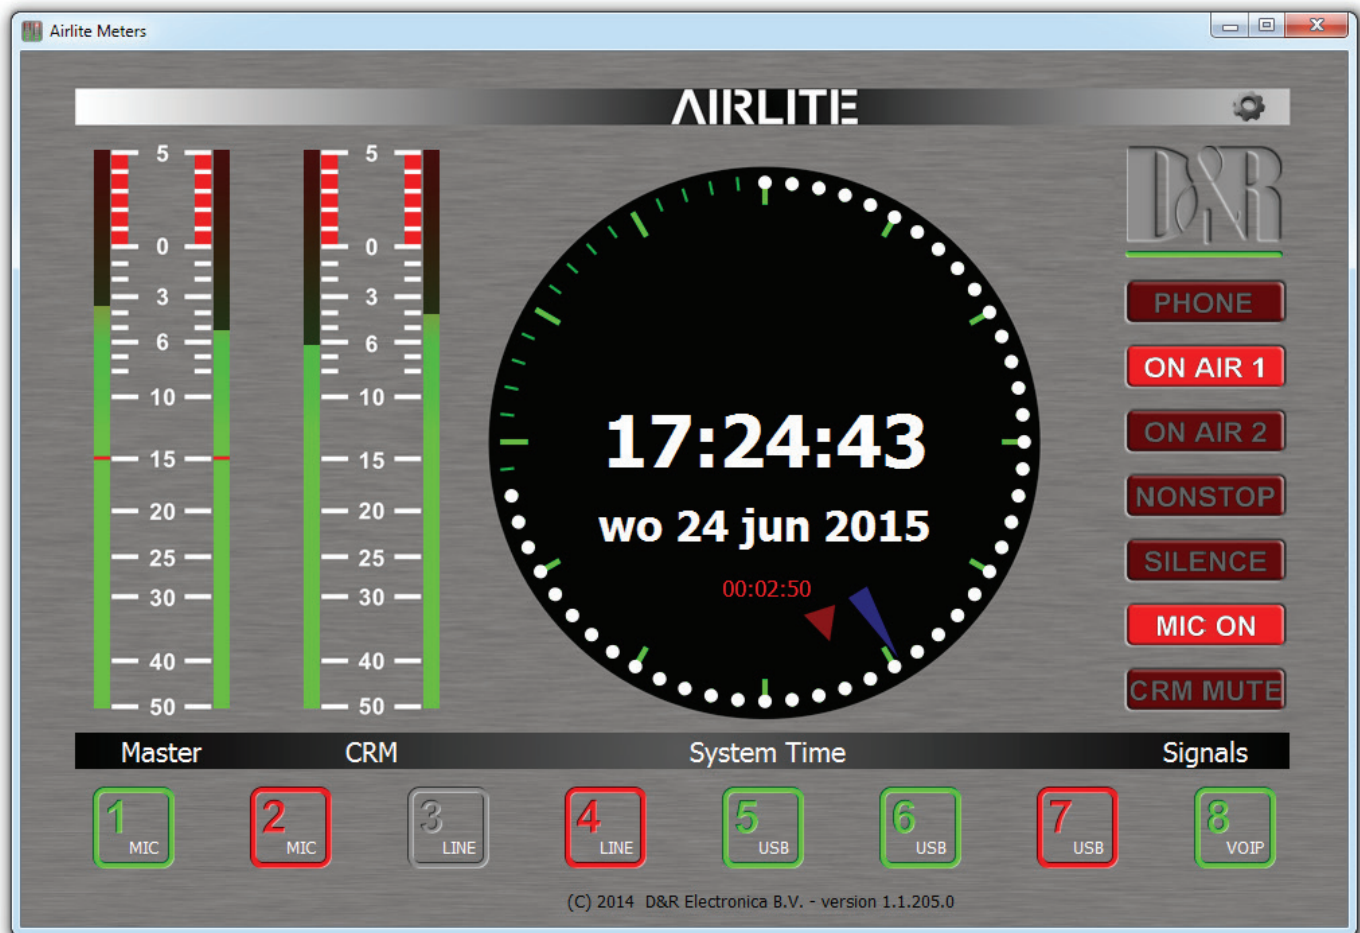 Airlite Meters
AIRLITE
5 5
0 0
3 3
6 6
10 10
15 15
20 20
25 25
30 30
40 40
50 50
17:24:43
wo 24 jun 2015
00:02:50
D&R
PHONE
ON AIR 1
ON AIR 2
NONSTOP
SILENCE
MIC ON
CRM MUTE
Master CRM System Time Signals
1 MIC
2 MIC
3 LINE
4 LINE
5 USB
6 USB
7 USB
8 VOIP
(C) 2014 D&R Electronica B.V. - version 1.1.205.0